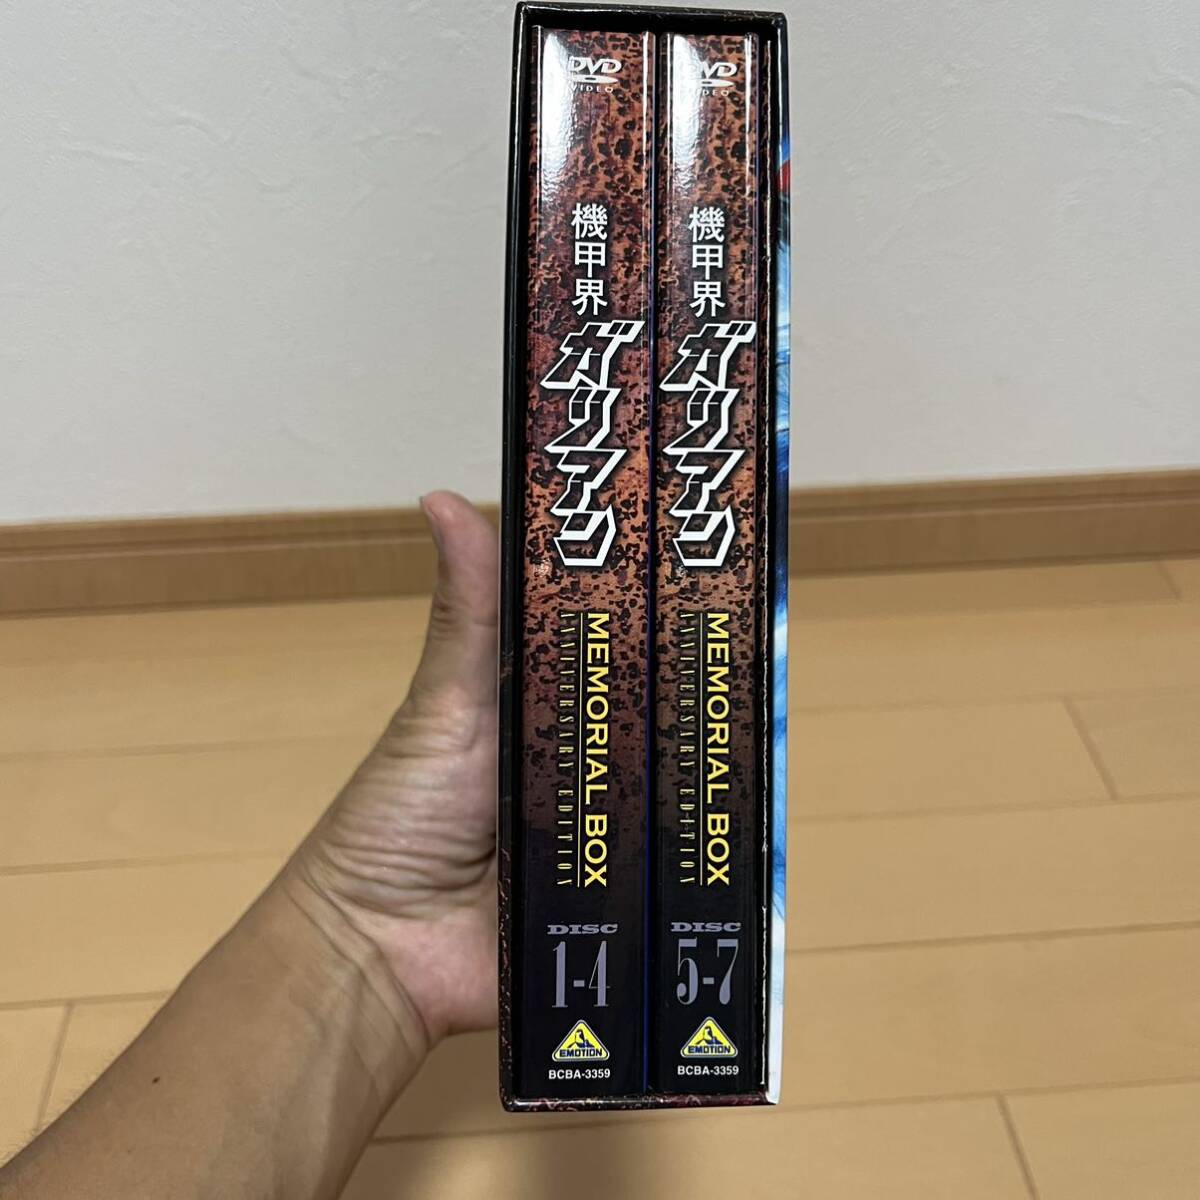 DVD
VIDEO
機甲界
ガリアン
MEMORIAL BOX
ANNIVERSARY EDITION
DISC
1-4
EMOTION
BCBA-3359
DVD
VIDEO
機甲界
ガリアン
MEMORIAL BOX
ANNIVERSARY EDITION
DISC
5-7
EMOTION
BCBA-3359